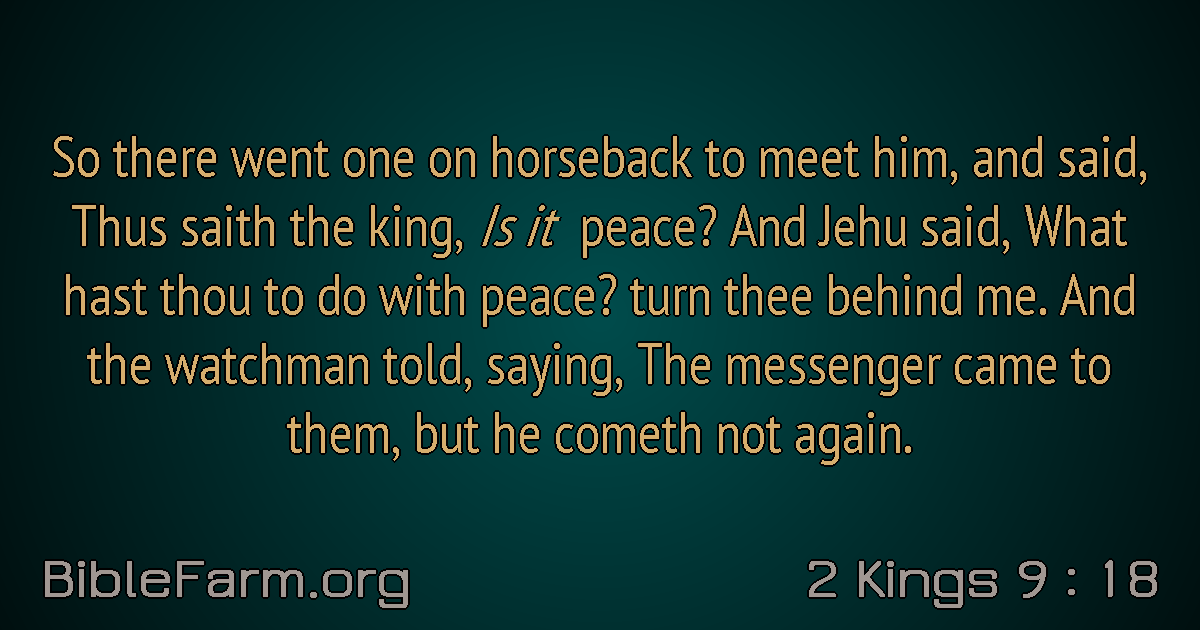 So there went one on horseback to meet him, and said,
Thus saith the king, Is it peace? And Jehu said, What
hast thou to do with peace? turn thee behind me. And
the watchman told, saying, The messenger came to
them, but he cometh not again.
BibleFarm.org
2 Kings 9 : 18